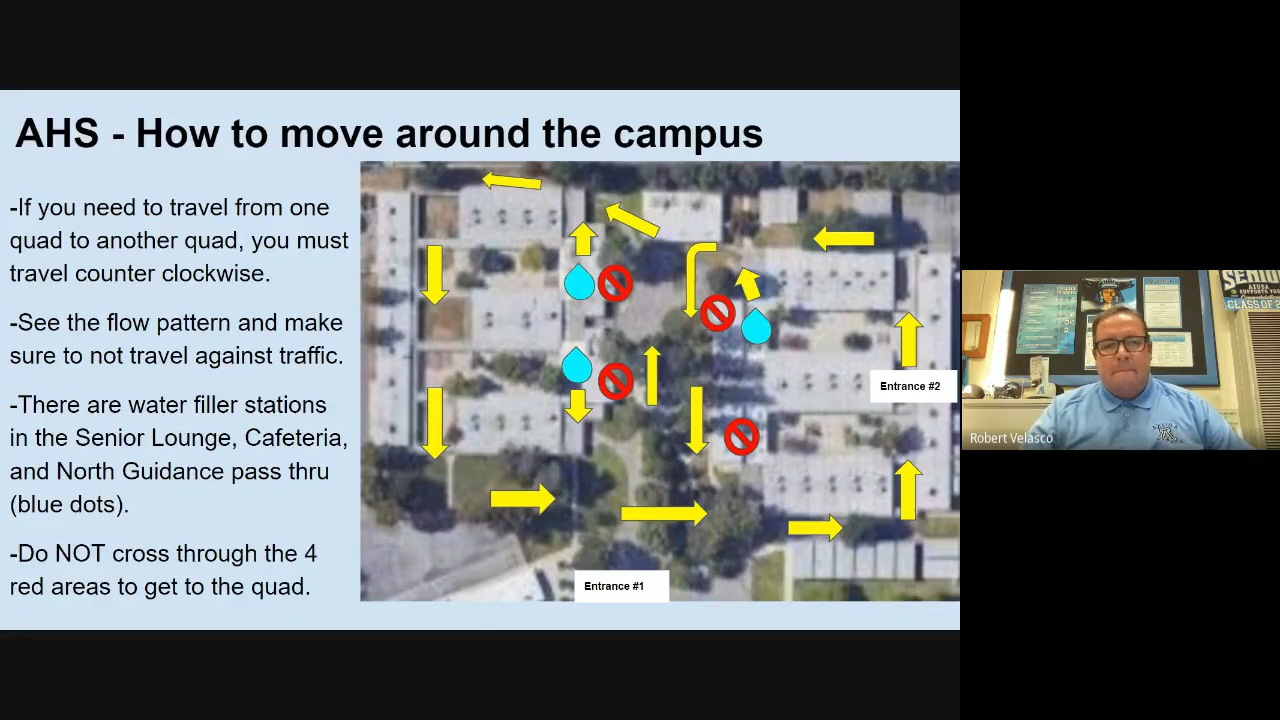 AHS - How to move around the campus
-If you need to travel from one
quad to another quad, you must
travel counter clockwise.
-See the flow pattern and make
sure to not travel against traffic.
-There are water filler stations
in the Senior Lounge, Cafeteria,
and North Guidance pass thru
(blue dots).
-Do NOT cross through the 4
red areas to get to the quad.
Entrance #2
Entrance #1
Robert Velasco
SENIOR
AZUSA
CLASS OF